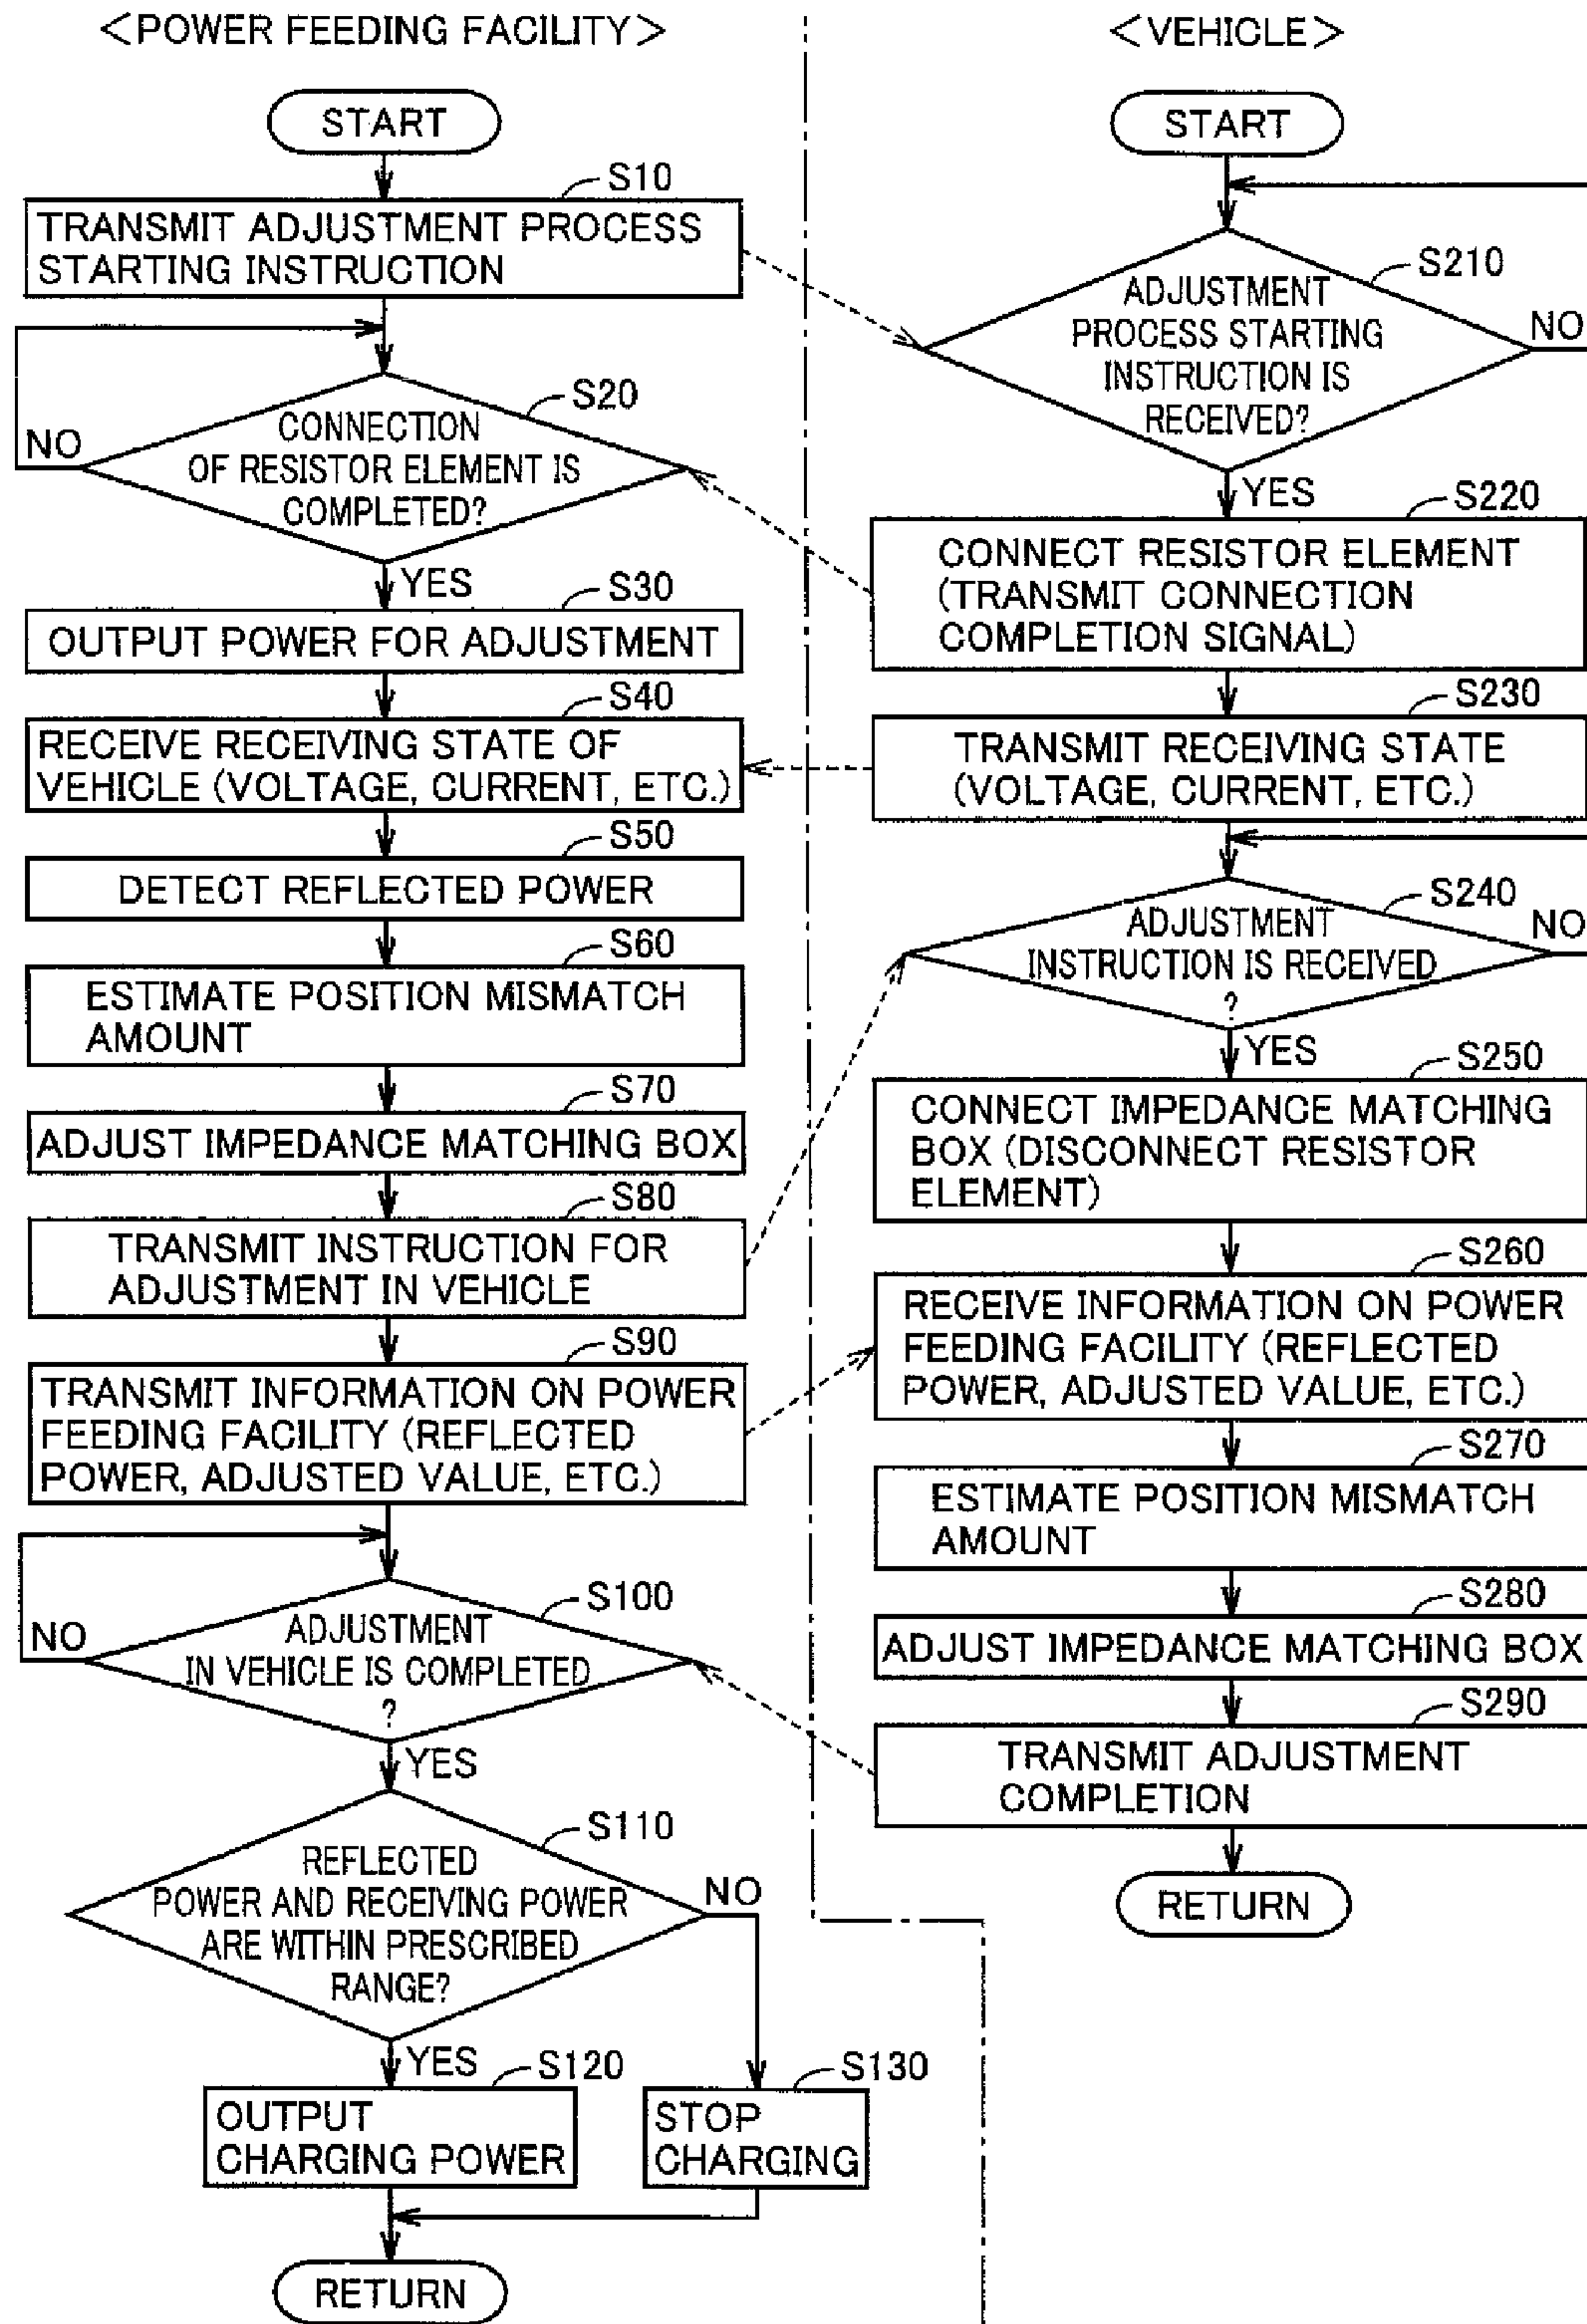 <POWER FEEDING FACILITY>
START
S10
TRANSMIT ADJUSTMENT PROCESS
STARTING INSTRUCTION
S20
CONNECTION
OF RESISTOR ELEMENT IS
COMPLETED?
NO
YES
S30
OUTPUT POWER FOR ADJUSTMENT
S40
RECEIVE RECEIVING STATE OF
VEHICLE (VOLTAGE, CURRENT, ETC.)
S50
DETECT REFLECTED POWER
S60
ESTIMATE POSITION MISMATCH
AMOUNT
S70
ADJUST IMPEDANCE MATCHING BOX
S80
TRANSMIT INSTRUCTION FOR
ADJUSTMENT IN VEHICLE
S90
TRANSMIT INFORMATION ON POWER
FEEDING FACILITY (REFLECTED
POWER, ADJUSTED VALUE, ETC.)
S100
ADJUSTMENT
IN VEHICLE IS COMPLETED
?
NO
YES
S110
REFLECTED
POWER AND RECEIVING POWER
ARE WITHIN PRESCRIBED
RANGE?
NO
YES
S120
OUTPUT
CHARGING POWER
S130
STOP
CHARGING
RETURN
<VEHICLE>
START
S210
ADJUSTMENT
PROCESS STARTING
INSTRUCTION IS
RECEIVED?
NO
YES
S220
CONNECT RESISTOR ELEMENT
(TRANSMIT CONNECTION
COMPLETION SIGNAL)
S230
TRANSMIT RECEIVING STATE
(VOLTAGE, CURRENT, ETC.)
S240
ADJUSTMENT
INSTRUCTION IS RECEIVED
?
NO
YES
S250
CONNECT IMPEDANCE MATCHING
BOX (DISCONNECT RESISTOR
ELEMENT)
S260
RECEIVE INFORMATION ON POWER
FEEDING FACILITY (REFLECTED
POWER, ADJUSTED VALUE, ETC.)
S270
ESTIMATE POSITION MISMATCH
AMOUNT
S280
ADJUST IMPEDANCE MATCHING BOX
S290
TRANSMIT ADJUSTMENT
COMPLETION
RETURN